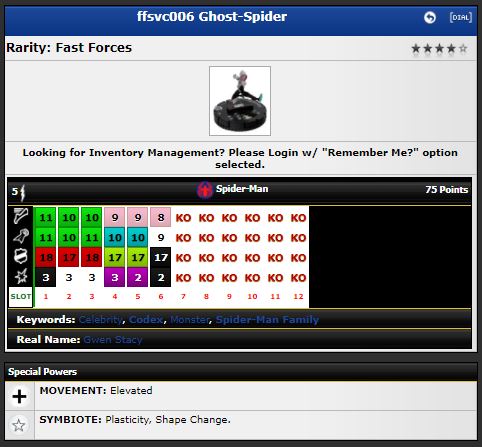 ffsvc006 Ghost-Spider [DIAL]
Rarity: Fast Forces
Looking for Inventory Management? Please Login w/ "Remember Me?" option
selected.
5 Spider-Man 75 Points
11 10 10 9 9 8 KO KO KO KO KO KO
11 10 11 10 10 9 KO KO KO KO KO KO
18 17 18 17 17 17 KO KO KO KO KO KO
3 3 3 3 2 2 KO KO KO KO KO KO
SLOT 1 2 3 4 5 6 7 8 9 10 11 12
Keywords: Celebrity, Codex, Monster, Spider-Man Family
Real Name: Gwen Stacy
Special Powers
MOVEMENT: Elevated
SYMBIOTE: Plasticity, Shape Change.